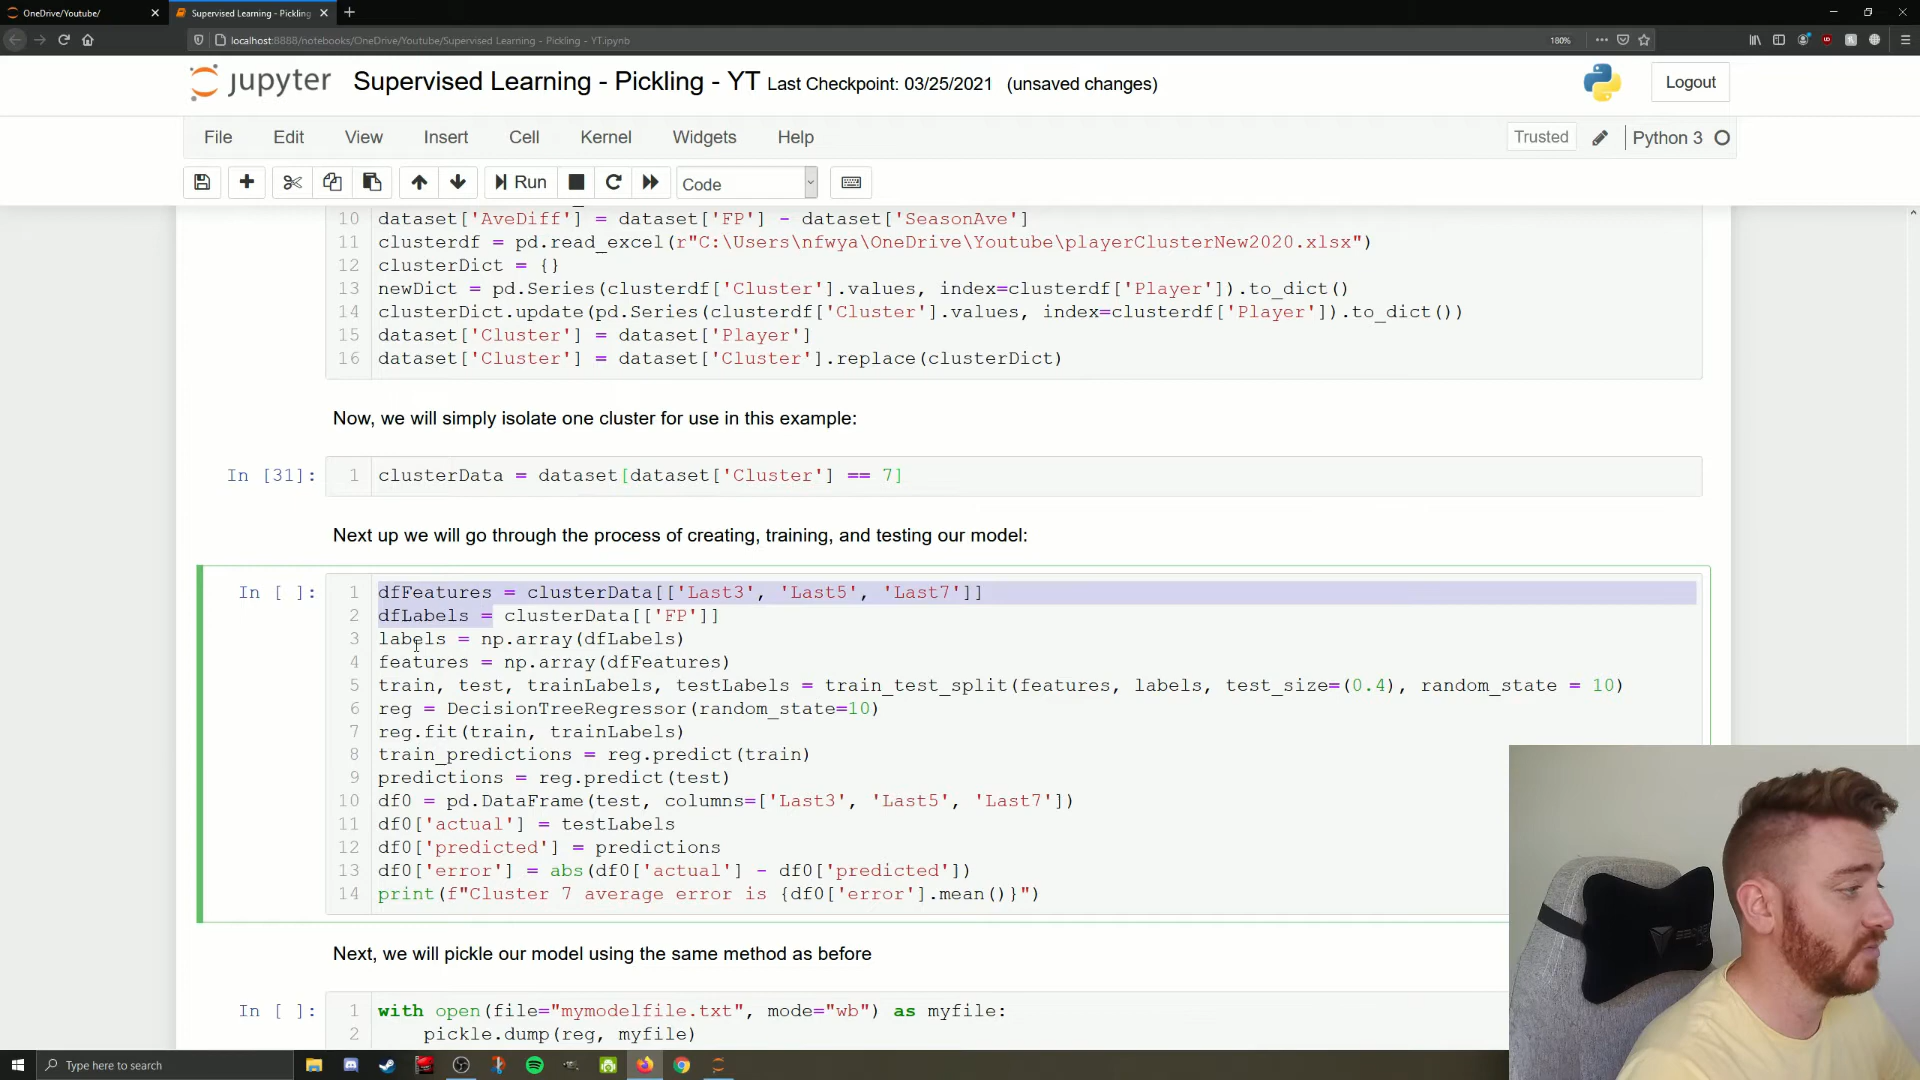 OneDrive/Youtube/
Supervised Learning - Pickling
localhost:8888/notebooks/OneDrive/Youtube/Supervised Learning - Pickling - YT.ipynb
180%
jupyter Supervised Learning - Pickling - YT Last Checkpoint: 03/25/2021 (unsaved changes)
Logout
File Edit View Insert Cell Kernel Widgets Help
Trusted
Python 3
Run
Code
10 dataset['AveDiff'] = dataset['FP'] - dataset['SeasonAve']
11 clusterdf = pd.read_excel(r"C:\Users\nfwya\OneDrive\Youtube\playerClusterNew2020.xlsx")
12 clusterDict = {}
13 newDict = pd.Series(clusterdf['Cluster'].values, index=clusterdf['Player']).to_dict()
14 clusterDict.update(pd.Series(clusterdf['Cluster'].values, index=clusterdf['Player']).to_dict())
15 dataset['Cluster'] = dataset['Player']
16 dataset['Cluster'] = dataset['Cluster'].replace(clusterDict)
Now, we will simply isolate one cluster for use in this example:
In [31]: 1 clusterData = dataset[dataset['Cluster'] == 7]
Next up we will go through the process of creating, training, and testing our model:
In [ ]: 1 dfFeatures = clusterData[['Last3', 'Last5', 'Last7']]
2 dfLabels = clusterData[['FP']]
3 labels = np.array(dfLabels)
4 features = np.array(dfFeatures)
5 train, test, trainLabels, testLabels = train_test_split(features, labels, test_size=(0.4), random_state = 10)
6 reg = DecisionTreeRegressor(random_state=10)
7 reg.fit(train, trainLabels)
8 train_predictions = reg.predict(train)
9 predictions = reg.predict(test)
10 df0 = pd.DataFrame(test, columns=['Last3', 'Last5', 'Last7'])
11 df0['actual'] = testLabels
12 df0['predicted'] = predictions
13 df0['error'] = abs(df0['actual'] - df0['predicted'])
14 print(f"Cluster 7 average error is {df0['error'].mean()}")
Next, we will pickle our model using the same method as before
In [ ]: 1 with open(file="mymodelfile.txt", mode="wb") as myfile:
2 pickle.dump(reg, myfile)
Type here to search